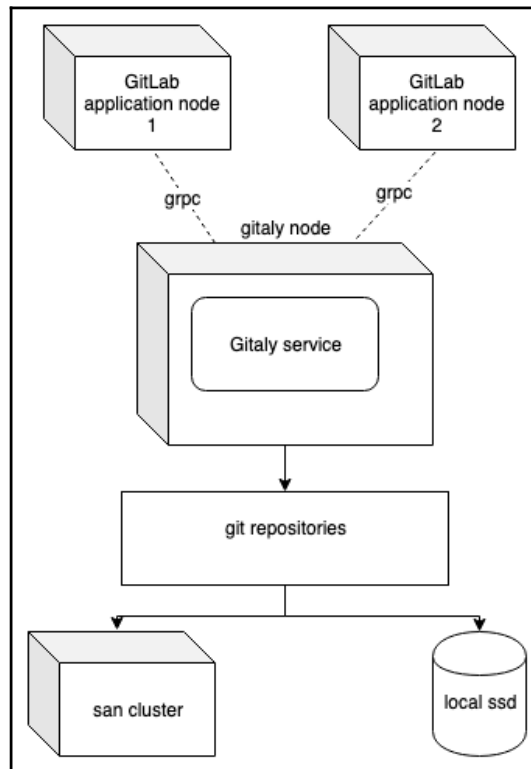 GitLab
application node
1
GitLab
application node
2
grpc
grpc
gitaly node
Gitaly service
git repositories
san cluster
local ssd